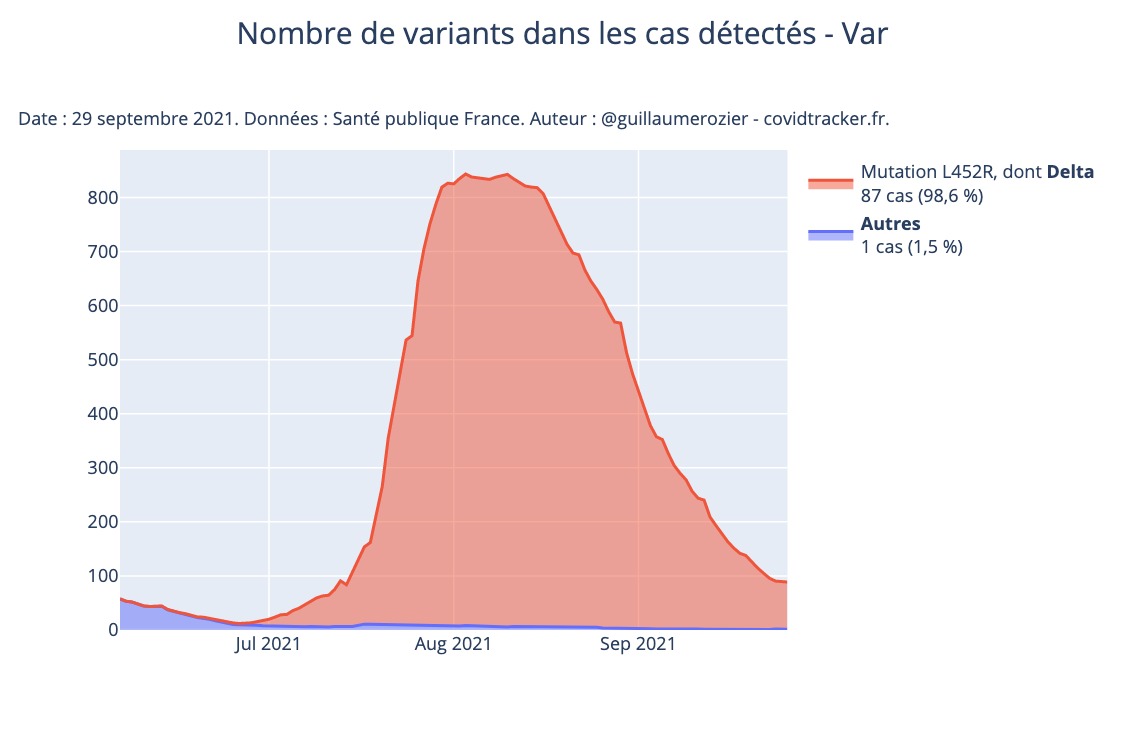 Nombre de variants dans les cas détectés - Var
Date : 29 septembre 2021. Données : Santé publique France. Auteur : @guillaumerozier - covidtracker.fr.
Mutation L452R, dont Delta
87 cas (98,6 %)
Autres
1 cas (1,5 %)
800
700
600
500
400
300
200
100
0
Jul 2021
Aug 2021
Sep 2021